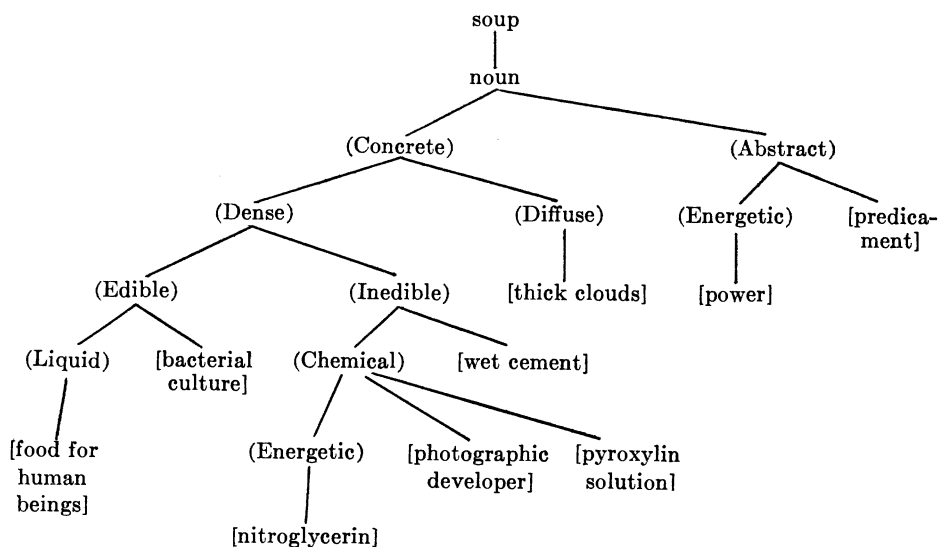 soup
noun
(Concrete)
(Abstract)
(Dense)
(Diffuse)
(Energetic)
[predica-
ment]
(Edible)
(Inedible)
[thick clouds]
[power]
(Liquid)
[bacterial
culture]
(Chemical)
[wet cement]
[food for
human
beings]
(Energetic)
[photographic
developer]
[pyroxylin
solution]
[nitroglycerin]